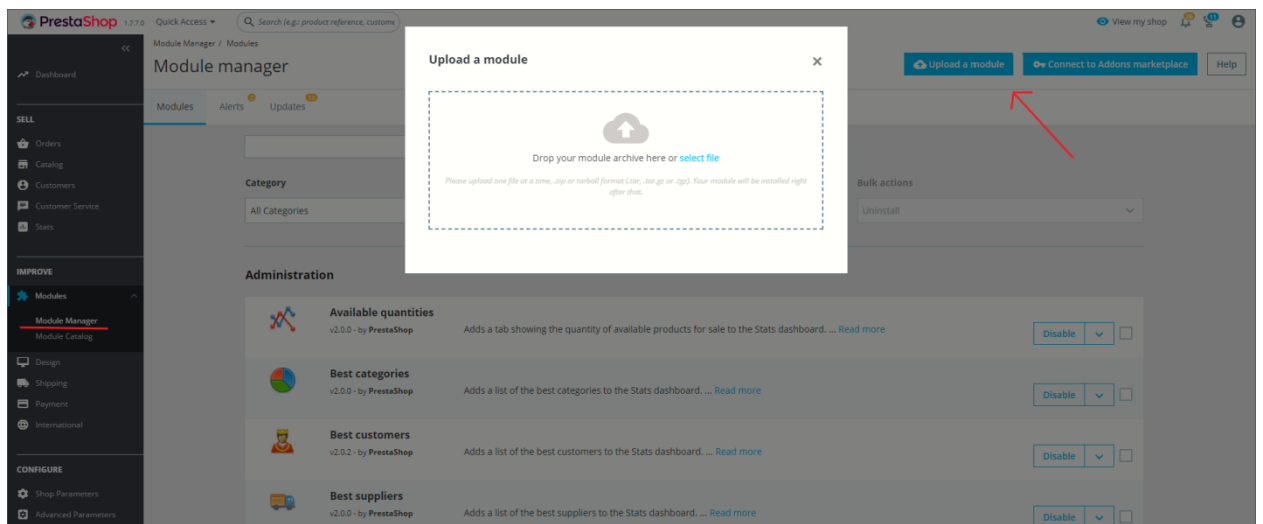 PrestaShop 1.7.7.0 Quick Access Search (e.g.: product reference, custome View my shop
Module Manager / Modules
Module manager
Upload a module
Connect to Addons marketplace
Help
Modules Alerts Updates
Dashboard
SELL
Orders
Catalog
Customers
Customer Service
Stats
IMPROVE
Modules
Module Manager
Module Catalog
Design
Shipping
Payment
International
CONFIGURE
Shop Parameters
Advanced Parameters
Upload a module
Drop your module archive here or select file
Please upload one file at a time, .zip or tarball format (.tar, .tar.gz or .tgz). Your module will be installed right
after that.
Category
All Categories
Bulk actions
Uninstall
Administration
Available quantities
v2.0.0 - by PrestaShop Adds a tab showing the quantity of available products for sale to the Stats dashboard. ... Read more
Disable
Best categories
v2.0.0 - by PrestaShop Adds a list of the best categories to the Stats dashboard. ... Read more
Disable
Best customers
v2.0.2 - by PrestaShop Adds a list of the best customers to the Stats dashboard. ... Read more
Disable
Best suppliers
v2.0.0 - by PrestaShop Adds a list of the best suppliers to the Stats dashboard. ... Read more
Disable